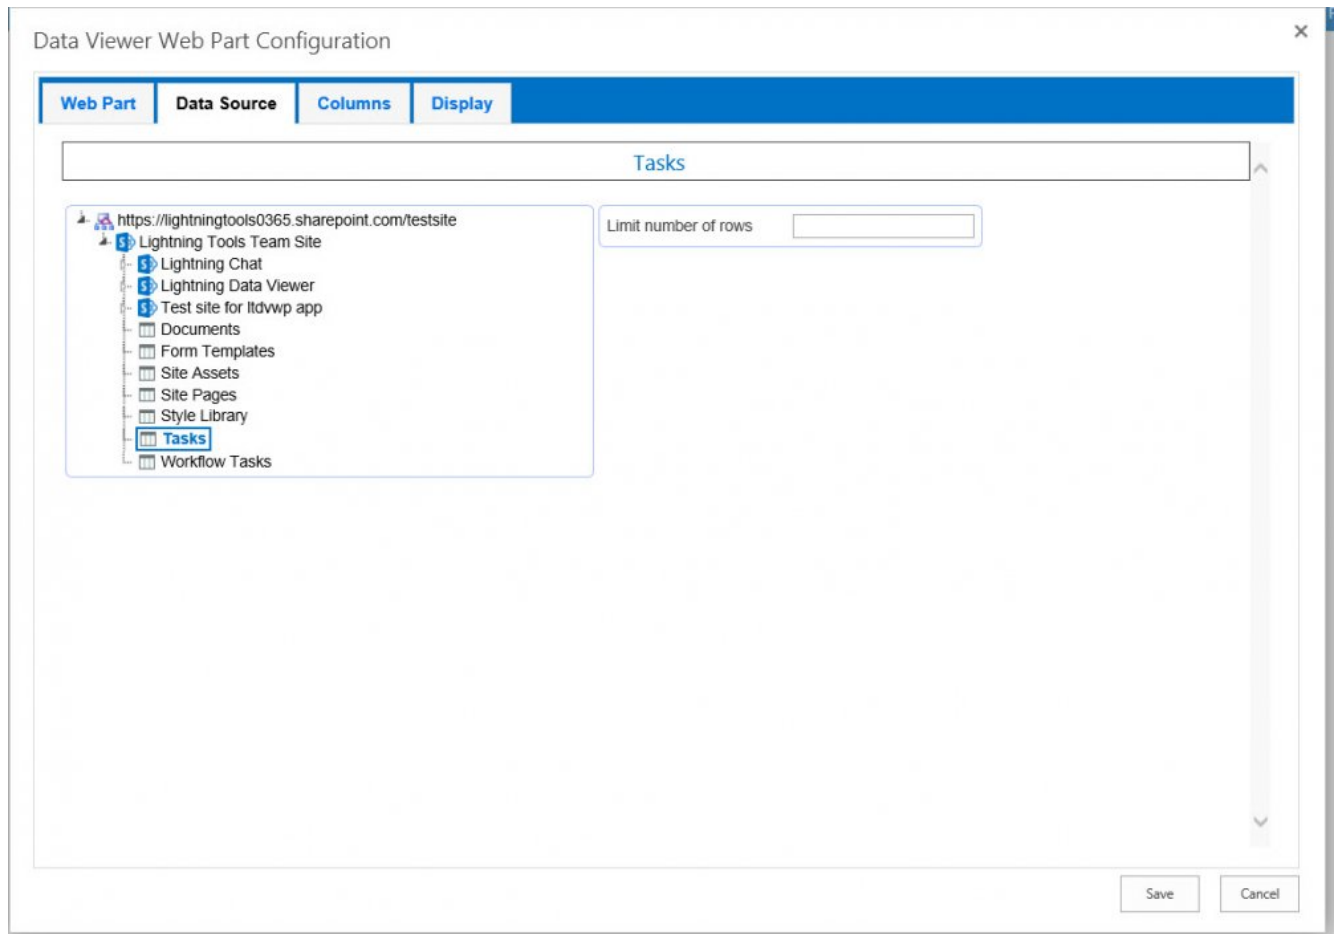 Data Viewer Web Part Configuration
Web Part Data Source Columns Display
Tasks
https://lightningtools0365.sharepoint.com/testsite
Lightning Tools Team Site
Lightning Chat
Lightning Data Viewer
Test site for ltdvwp app
Documents
Form Templates
Site Assets
Site Pages
Style Library
Tasks
Workflow Tasks
Limit number of rows
Save Cancel